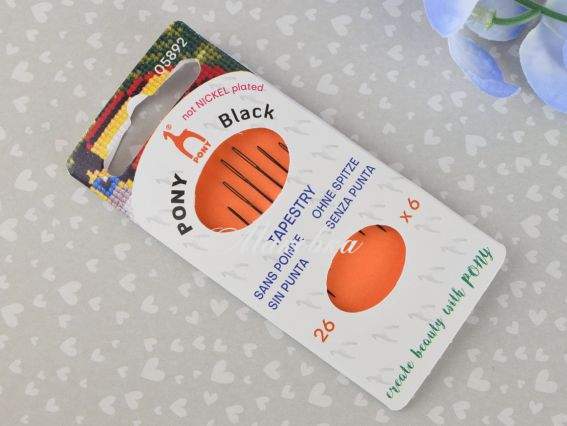 05892
not NICKEL plated
PONY
PONY
Black
TAPESTRY
SANS POINTE
OHNE SPITZE
SIN PUNTA
SENZA PUNTA
26
x 6
create beauty with PONY